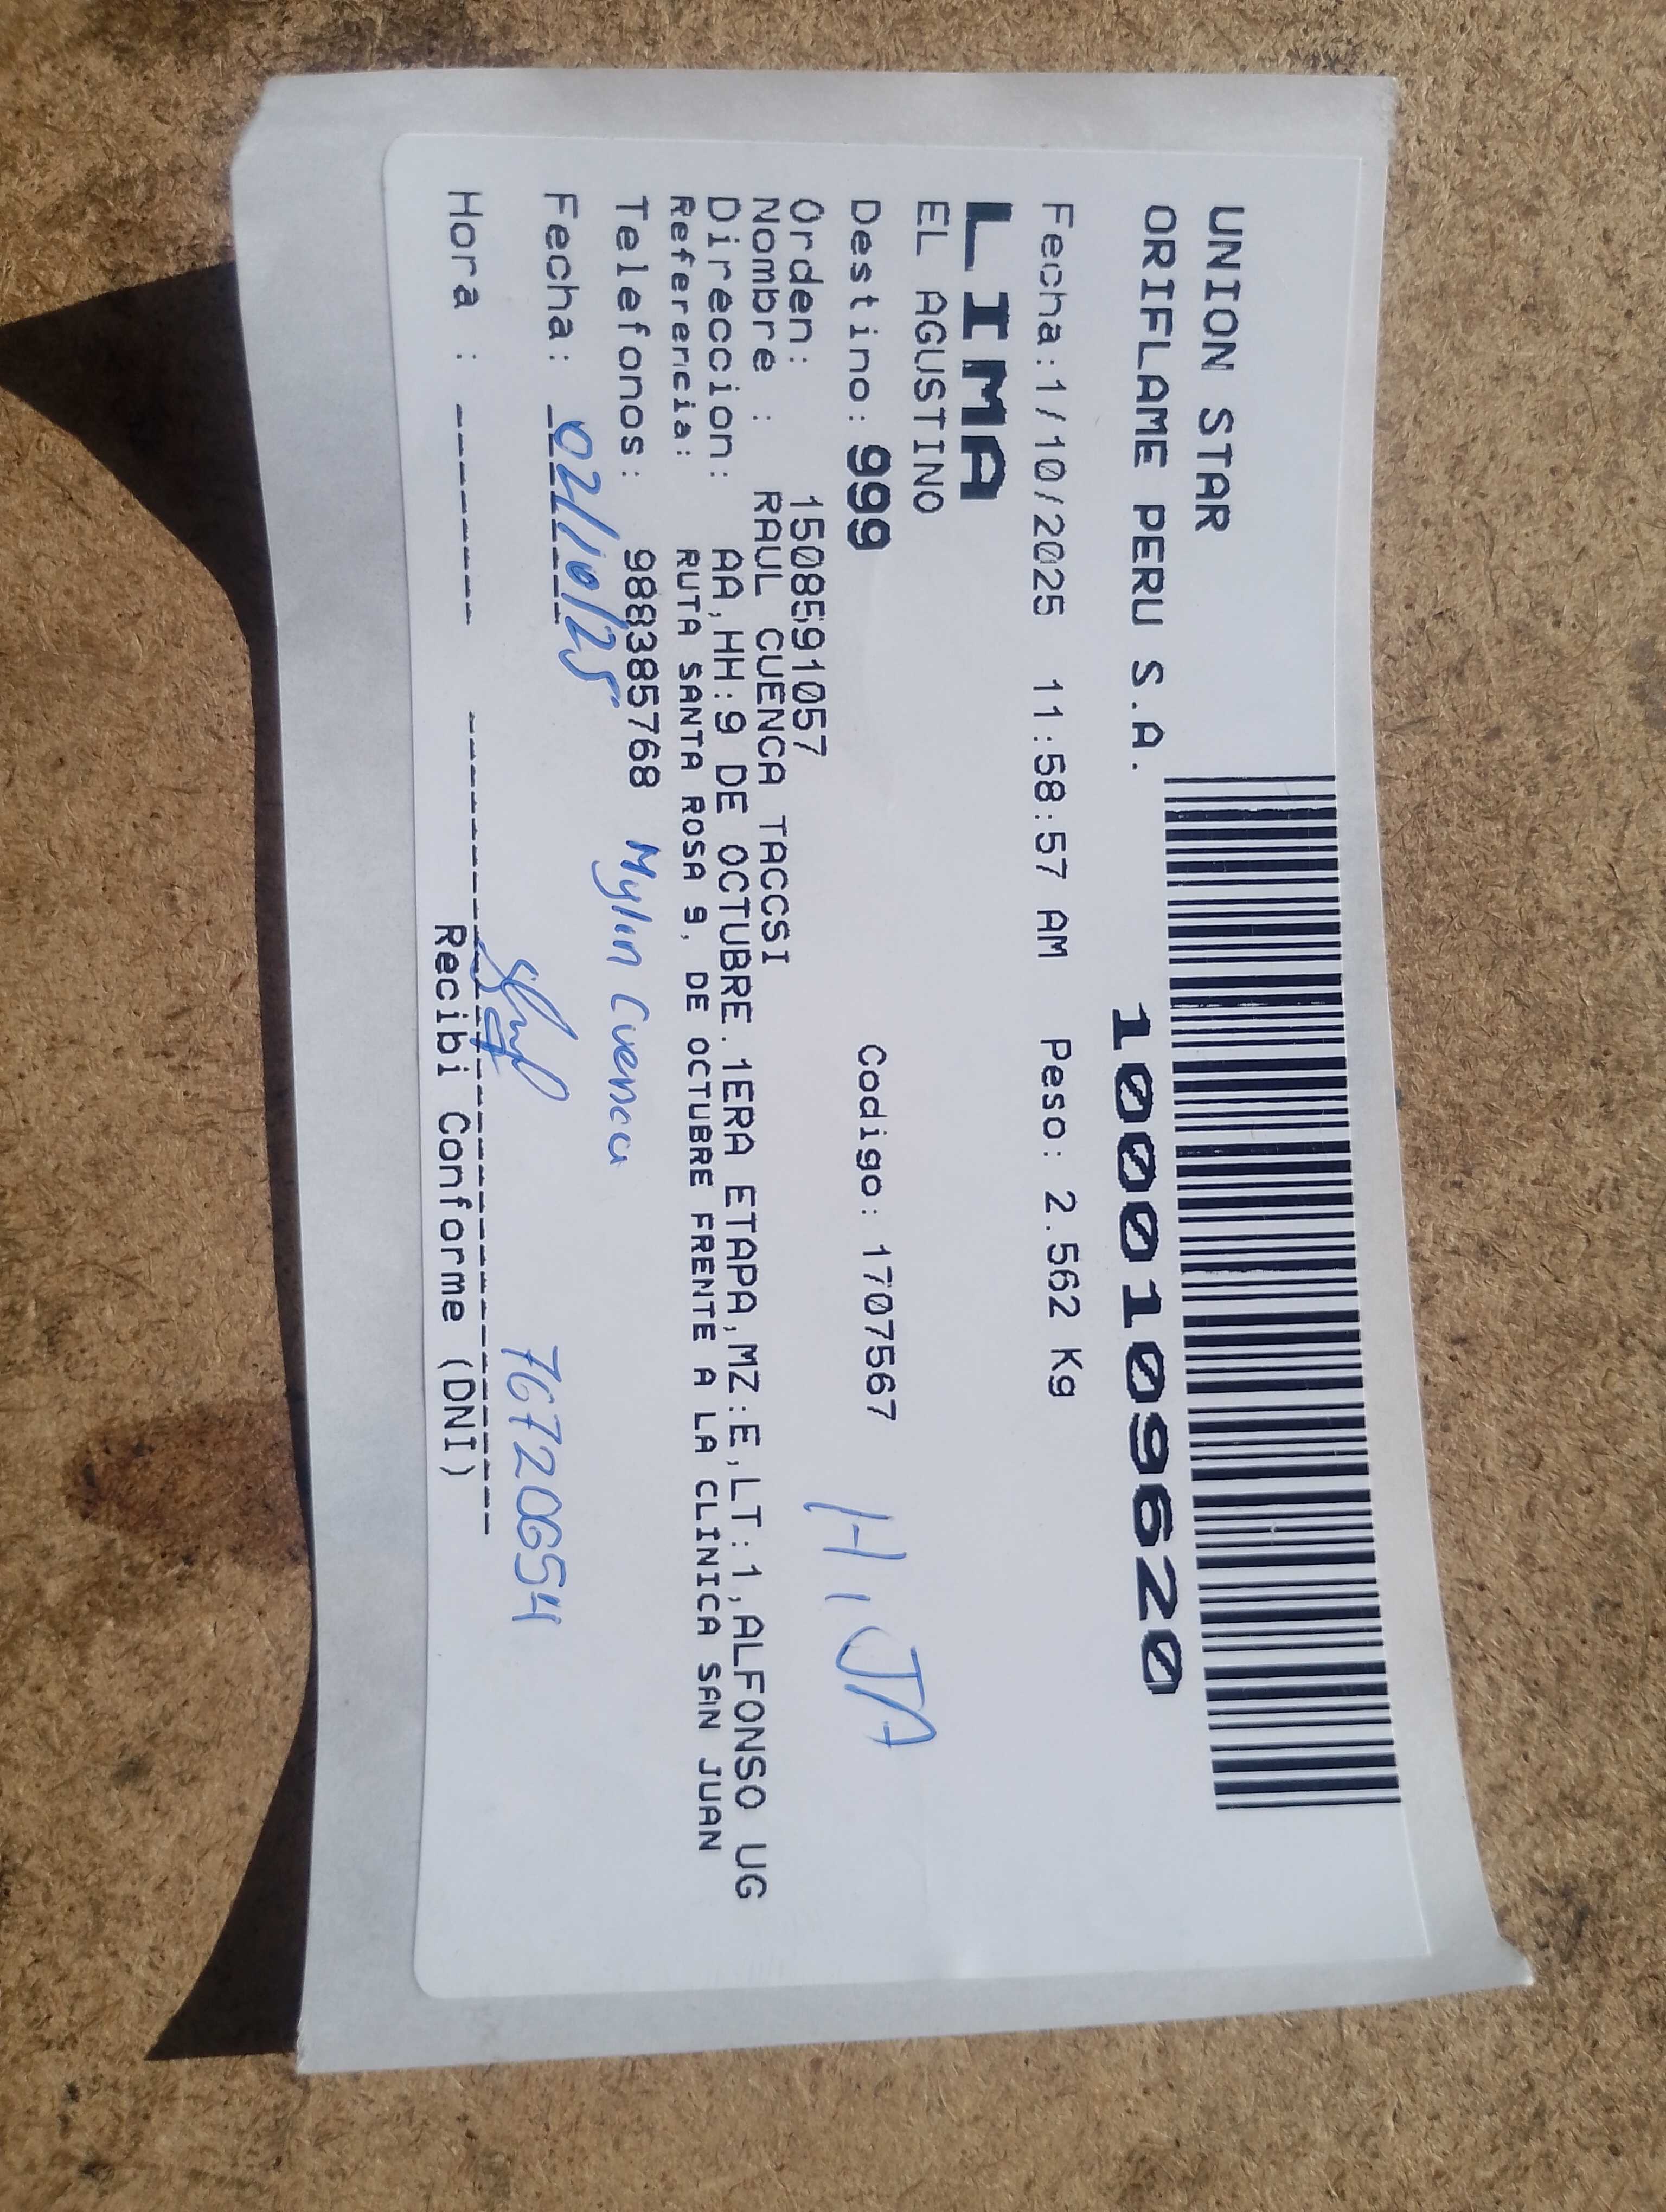 UNION STAR
ORIFLAME PERU S.A.
10001096620
Fecha:1/10/2025 11:58:57 AM Peso: 2.562 Kg
LIMA
EL AGUSTINO
Destino: 999 Codigo: 1707567
HIJA
Orden: 1508591057
Nombre : RAUL CUENCA TACCSI
Direccion: AA,HH:9 DE OCTUBRE.1ERA ETAPA,MZ:E,LT:1,ALFONSO UG
Referencia: RUTA SANTA ROSA 9, DE OCTUBRE FRENTE A LA CLINICA SAN JUAN
Telefonos: 988385768 Mylin Cuenca
Fecha: 02/10/25 76720654
Hora :
Recibi Conforme (DNI)